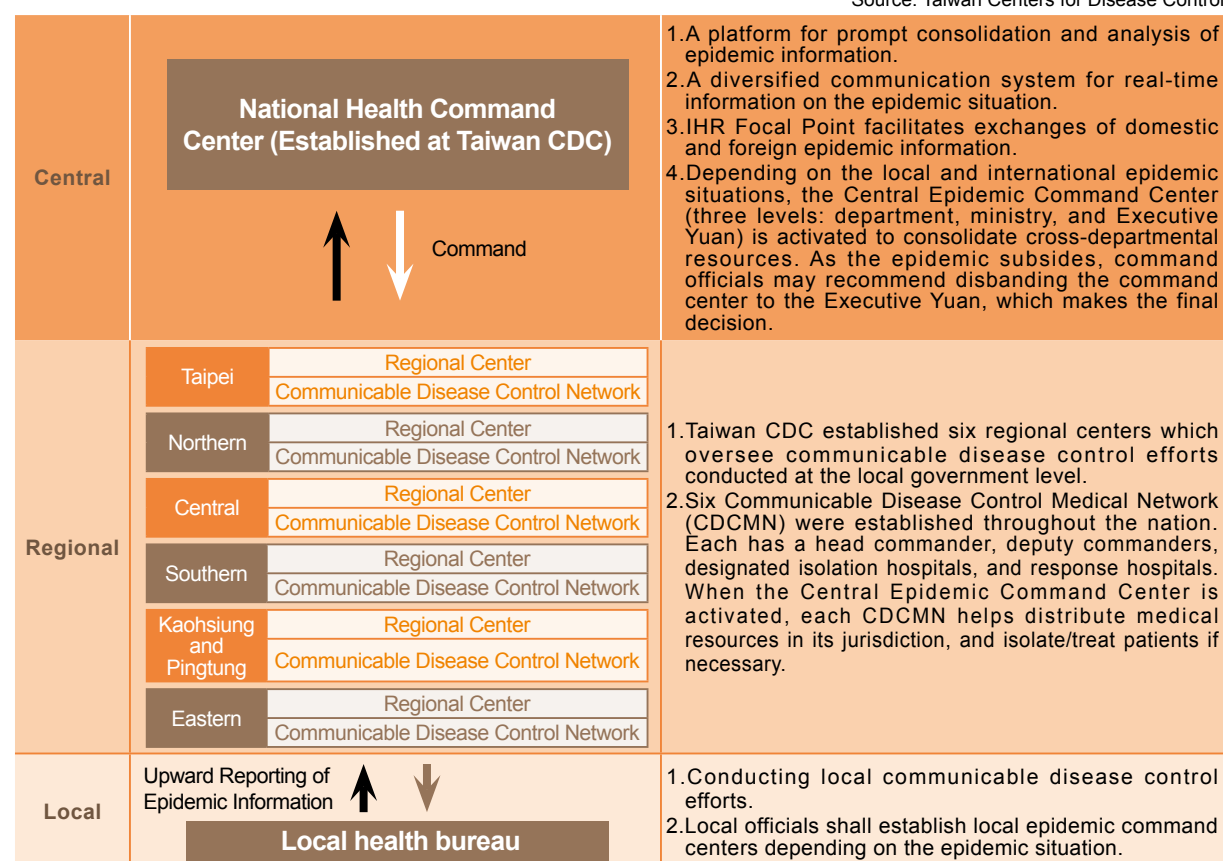 Source: Taiwan Centers for Disease Control
Central
National Health Command
Center (Established at Taiwan CDC)
Command
1.A platform for prompt consolidation and analysis of
epidemic information.
2.A diversified communication system for real-time
information on the epidemic situation.
3.IHR Focal Point facilitates exchanges of domestic
and foreign epidemic information.
4.Depending on the local and international epidemic
situations, the Central Epidemic Command Center
(three levels: department, ministry, and Executive
Yuan) is activated to consolidate cross-departmental
resources. As the epidemic subsides, command
officials may recommend disbanding the command
center to the Executive Yuan, which makes the final
decision.
Regional
Taipei
Regional Center
Communicable Disease Control Network
Northern
Regional Center
Communicable Disease Control Network
Central
Regional Center
Communicable Disease Control Network
Southern
Regional Center
Communicable Disease Control Network
Kaohsiung
and
Pingtung
Regional Center
Communicable Disease Control Network
Eastern
Regional Center
Communicable Disease Control Network
1.Taiwan CDC established six regional centers which
oversee communicable disease control efforts
conducted at the local government level.
2.Six Communicable Disease Control Medical Network
(CDCMN) were established throughout the nation.
Each has a head commander, deputy commanders,
designated isolation hospitals, and response hospitals.
When the Central Epidemic Command Center is
activated, each CDCMN helps distribute medical
resources in its jurisdiction, and isolate/treat patients if
necessary.
Local
Upward Reporting of
Epidemic Information
Local health bureau
1.Conducting local communicable disease control
efforts.
2.Local officials shall establish local epidemic command
centers depending on the epidemic situation.